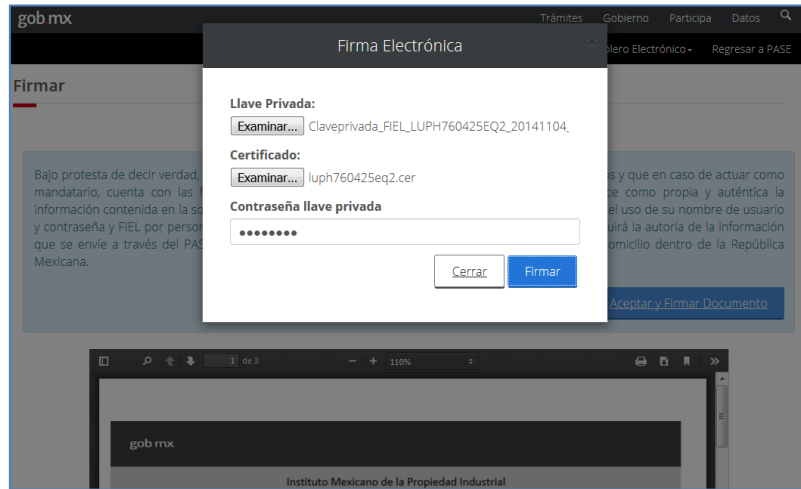 gob mx
Trámites Gobierno Participa Datos
Firma Electrónica
×
blero Electrónico
Regresar a PASE
Firmar
Llave Privada:
Examinar... Claveprivada_FIEL_LUPH760425EQ2_20141104_
Certificado:
Examinar... luph760425eq2.cer
Contraseña llave privada
••••••••
Cerrar Firmar
Bajo protesta de decir verdad, s y que en caso de actuar como
mandatario, cuenta con las f ce como propia y auténtica la
información contenida en la so el uso de su nombre de usuario
y contraseña y FIEL por person uirá la autoría de la información
que se envíe a través del PAS omicilio dentro de la República
Mexicana.
Aceptar y Firmar Documento
1 de 3 − + 110%
gob mx
Instituto Mexicano de la Propiedad Industrial